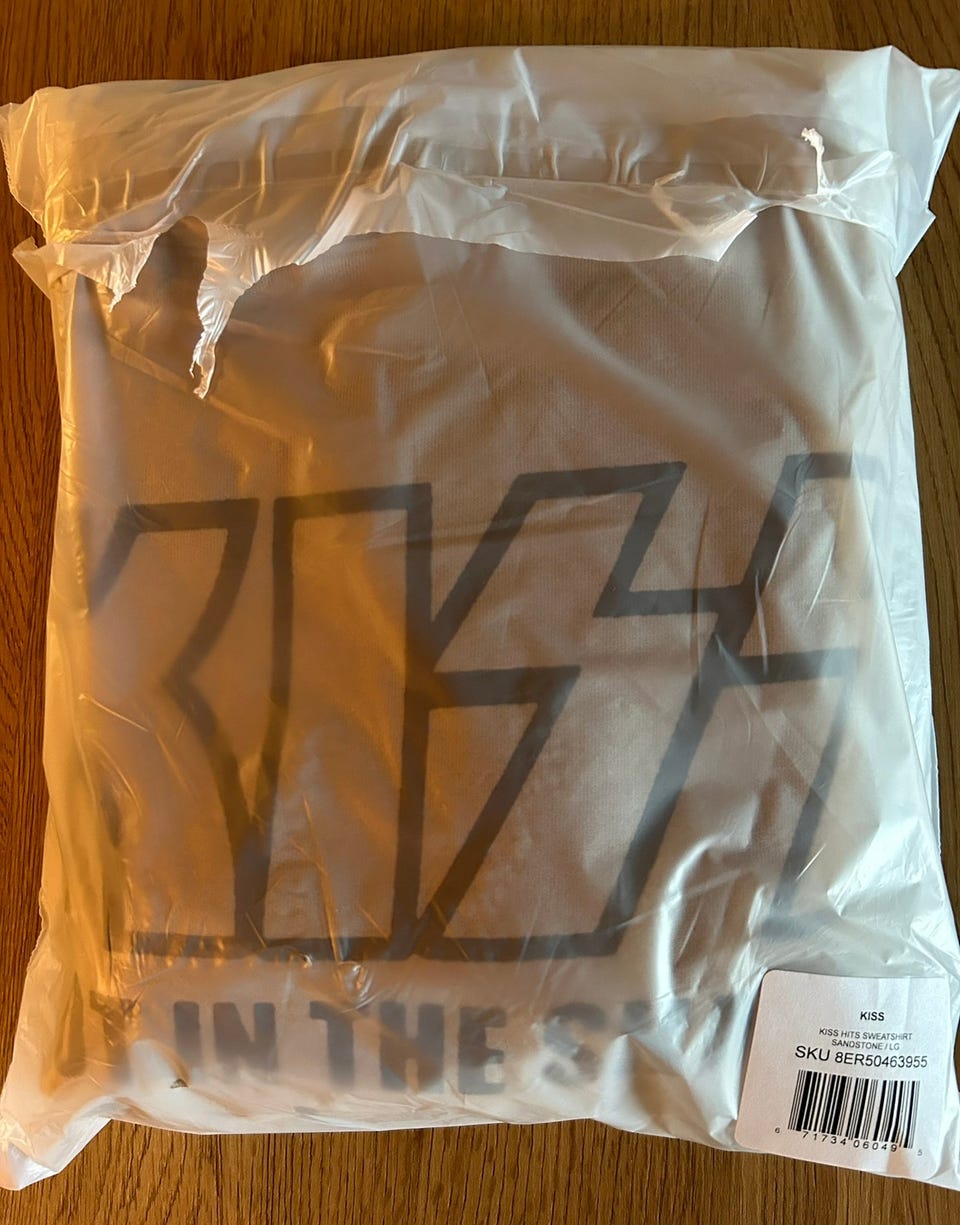 KISS
IN THE
KISS
KISS HITS SWEATSHIRT
SANDSTONE / LG
SKU 8ER50463955
6 71734 06049 5